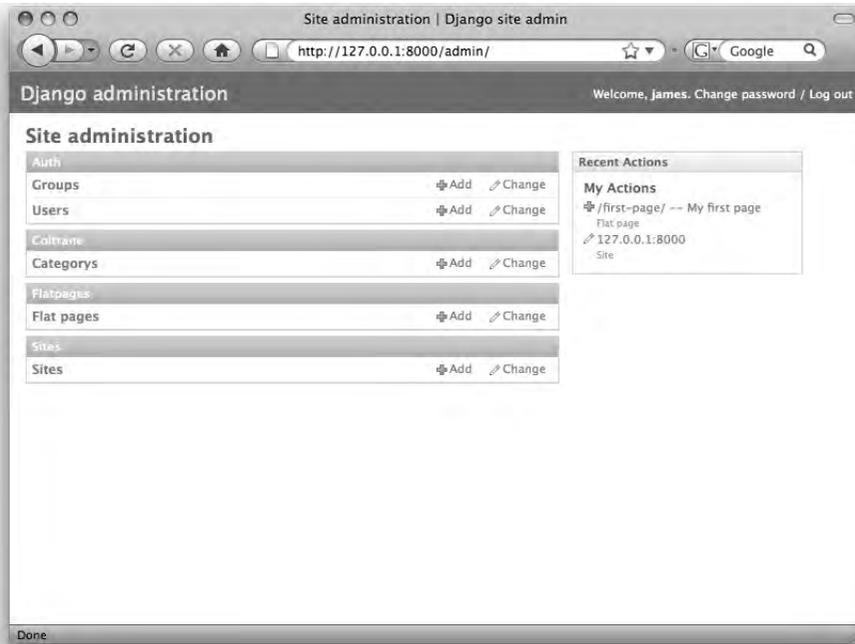 Site administration | Django site admin
http://127.0.0.1:8000/admin/
G
Google
Django administration
Welcome, james. Change password / Log out
Site administration
Auth
Groups Add Change
Users Add Change
Coltrane
Categorys Add Change
Flatpages
Flat pages Add Change
Sites
Sites Add Change
Recent Actions
My Actions
/first-page/ -- My first page
Flat page
127.0.0.1:8000
Site
Done